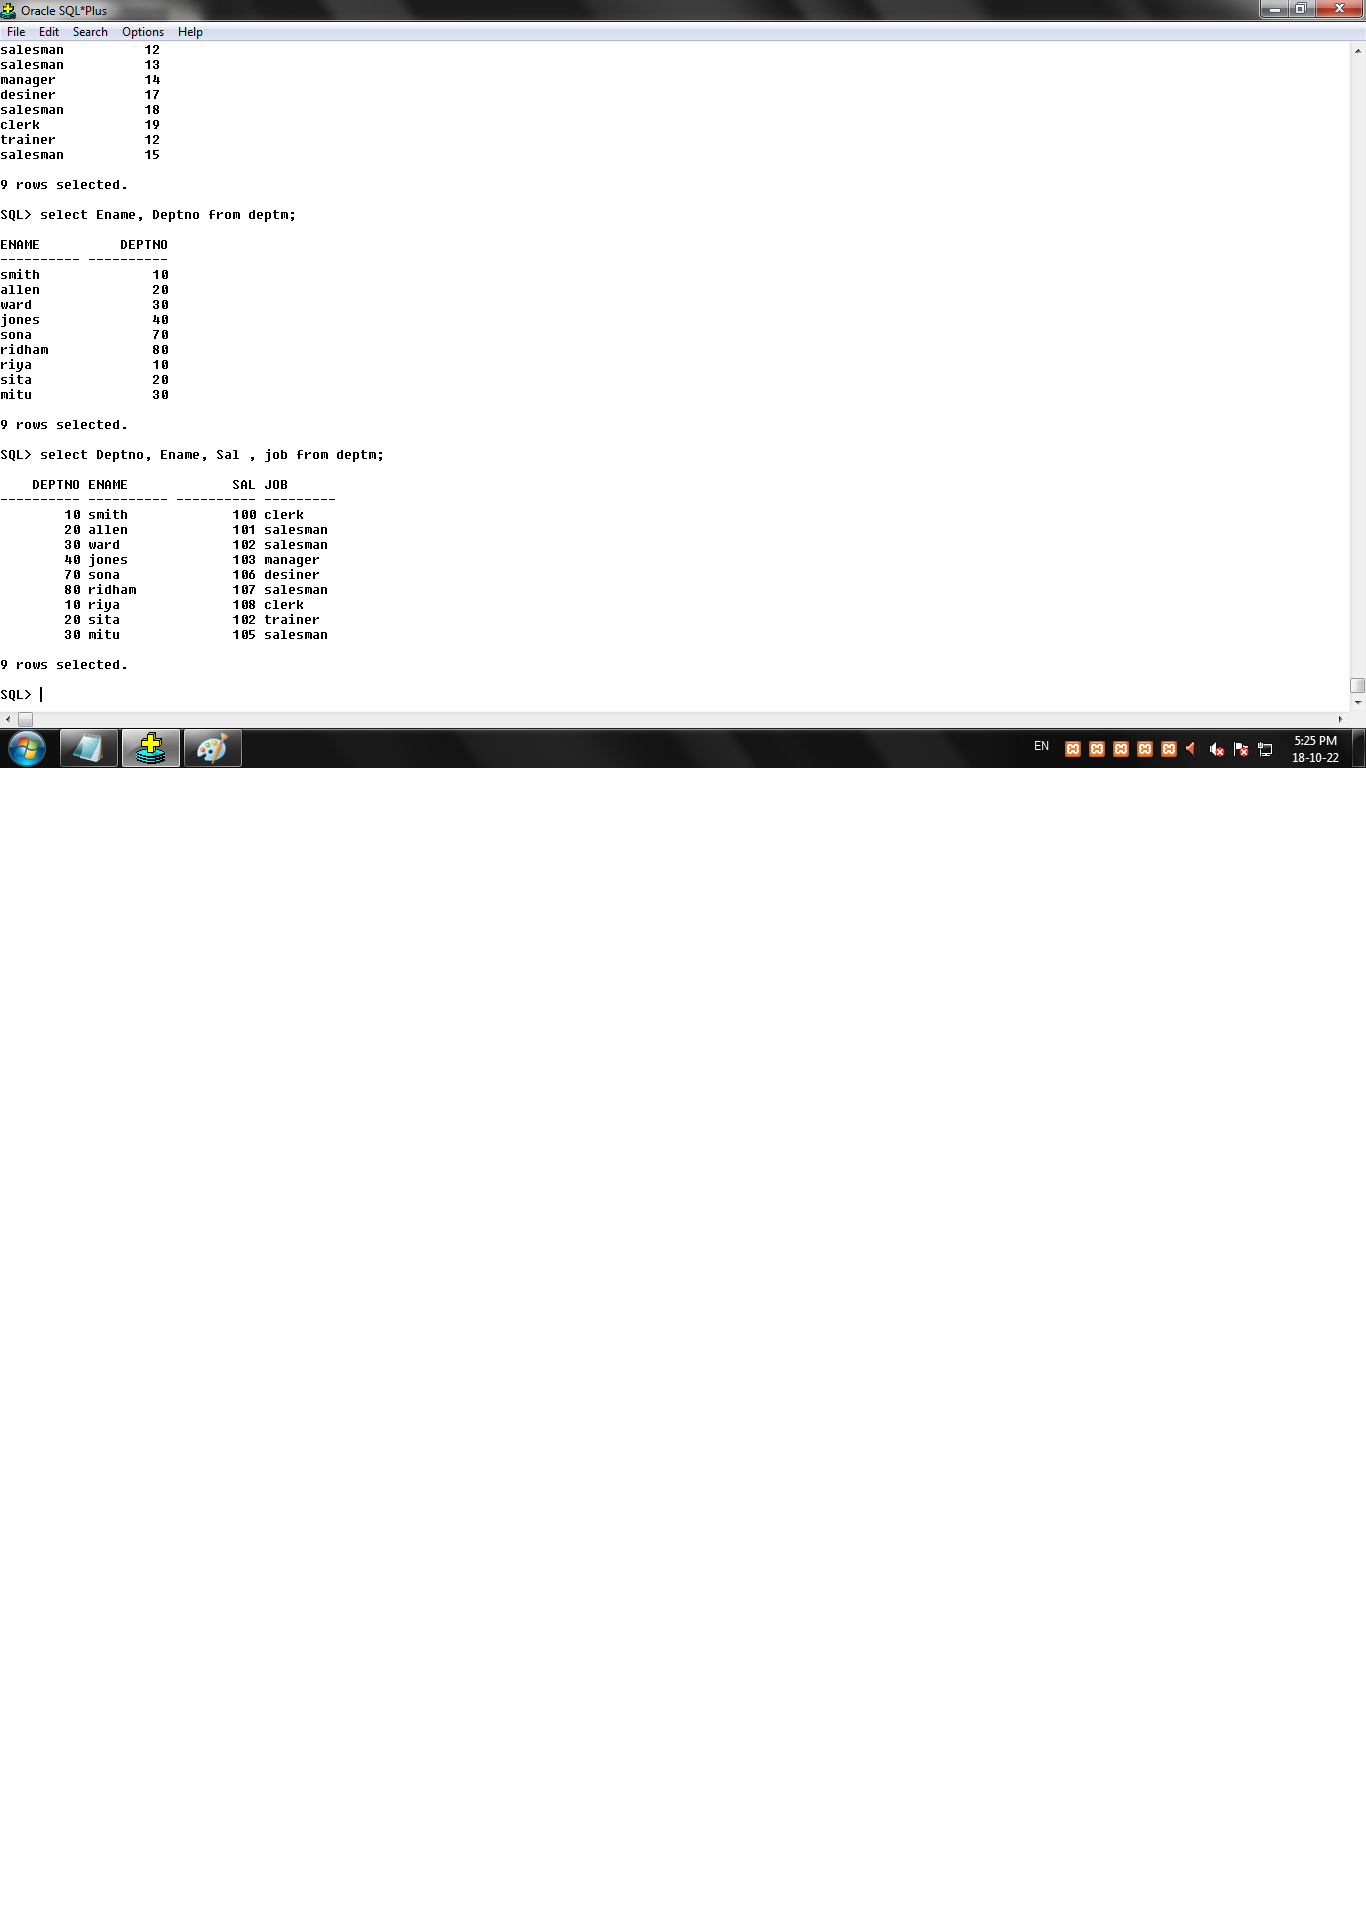 Oracle SQL*Plus
File Edit Search Options Help
salesman 12
salesman 13
manager 14
desiner 17
salesman 18
clerk 19
trainer 12
salesman 15
9 rows selected.
SQL> select Ename, Deptno from deptm;
ENAME DEPTNO
---------- ----------
smith 10
allen 20
ward 30
jones 40
sona 70
ridham 80
riya 10
sita 20
mitu 30
9 rows selected.
SQL> select Deptno, Ename, Sal , job from deptm;
DEPTNO ENAME SAL JOB
---------- ---------- ---------- ---------
10 smith 100 clerk
20 allen 101 salesman
30 ward 102 salesman
40 jones 103 manager
70 sona 106 desiner
80 ridham 107 salesman
10 riya 108 clerk
20 sita 102 trainer
30 mitu 105 salesman
9 rows selected.
SQL>
EN
5:25 PM
18-10-22